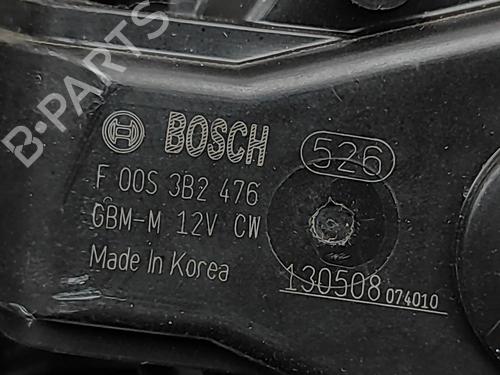 B-PARTS
BOSCH
526
F 00S 3B2 476
GBM-M 12V CW
Made In Korea
130508 074010